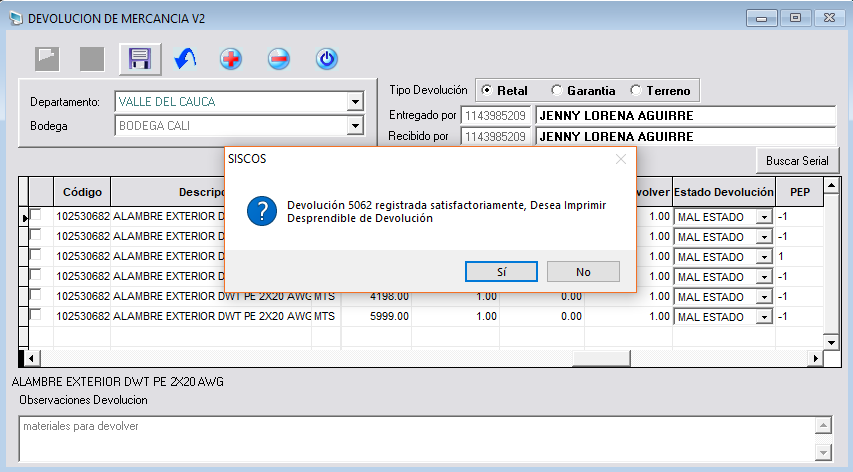 DEVOLUCION DE MERCANCIA V2
Tipo Devolución Retal Garantia Terreno
Departamento: VALLE DEL CAUCA
Bodega BODEGA CALI
Entregado por 1143985209 JENNY LORENA AGUIRRE
Recibido por 1143985209 JENNY LORENA AGUIRRE
Buscar Serial
SISCOS
Devolución 5062 registrada satisfactoriamente, Desea Imprimir
Desprendible de Devolución
Sí No
Código Descripc volver Estado Devolución PEP
102530682 ALAMBRE EXTERIOR D 1.00 MAL ESTADO -1
102530682 ALAMBRE EXTERIOR D 1.00 MAL ESTADO -1
102530682 ALAMBRE EXTERIOR D 1.00 MAL ESTADO 1
102530682 ALAMBRE EXTERIOR D 1.00 MAL ESTADO -1
102530682 ALAMBRE EXTERIOR DWT PE 2X20 AWG MTS 4198.00 1.00 0.00 1.00 MAL ESTADO -1
102530682 ALAMBRE EXTERIOR DWT PE 2X20 AWG MTS 5999.00 1.00 0.00 1.00 MAL ESTADO -1
ALAMBRE EXTERIOR DWT PE 2X20 AWG
Observaciones Devolucion
materiales para devolver